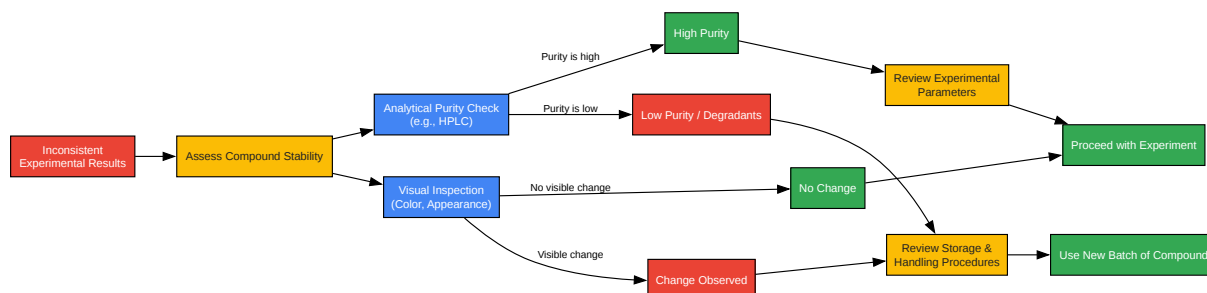 Inconsistent
Experimental Results
Assess Compound Stability
Analytical Purity Check
(e.g., HPLC)
Visual Inspection
(Color, Appearance)
Purity is high
Purity is low
No visible change
Visible change
High Purity
Low Purity / Degradants
No Change
Change Observed
Review Experimental
Parameters
Review Storage &
Handling Procedures
Proceed with Experiment
Use New Batch of Compound